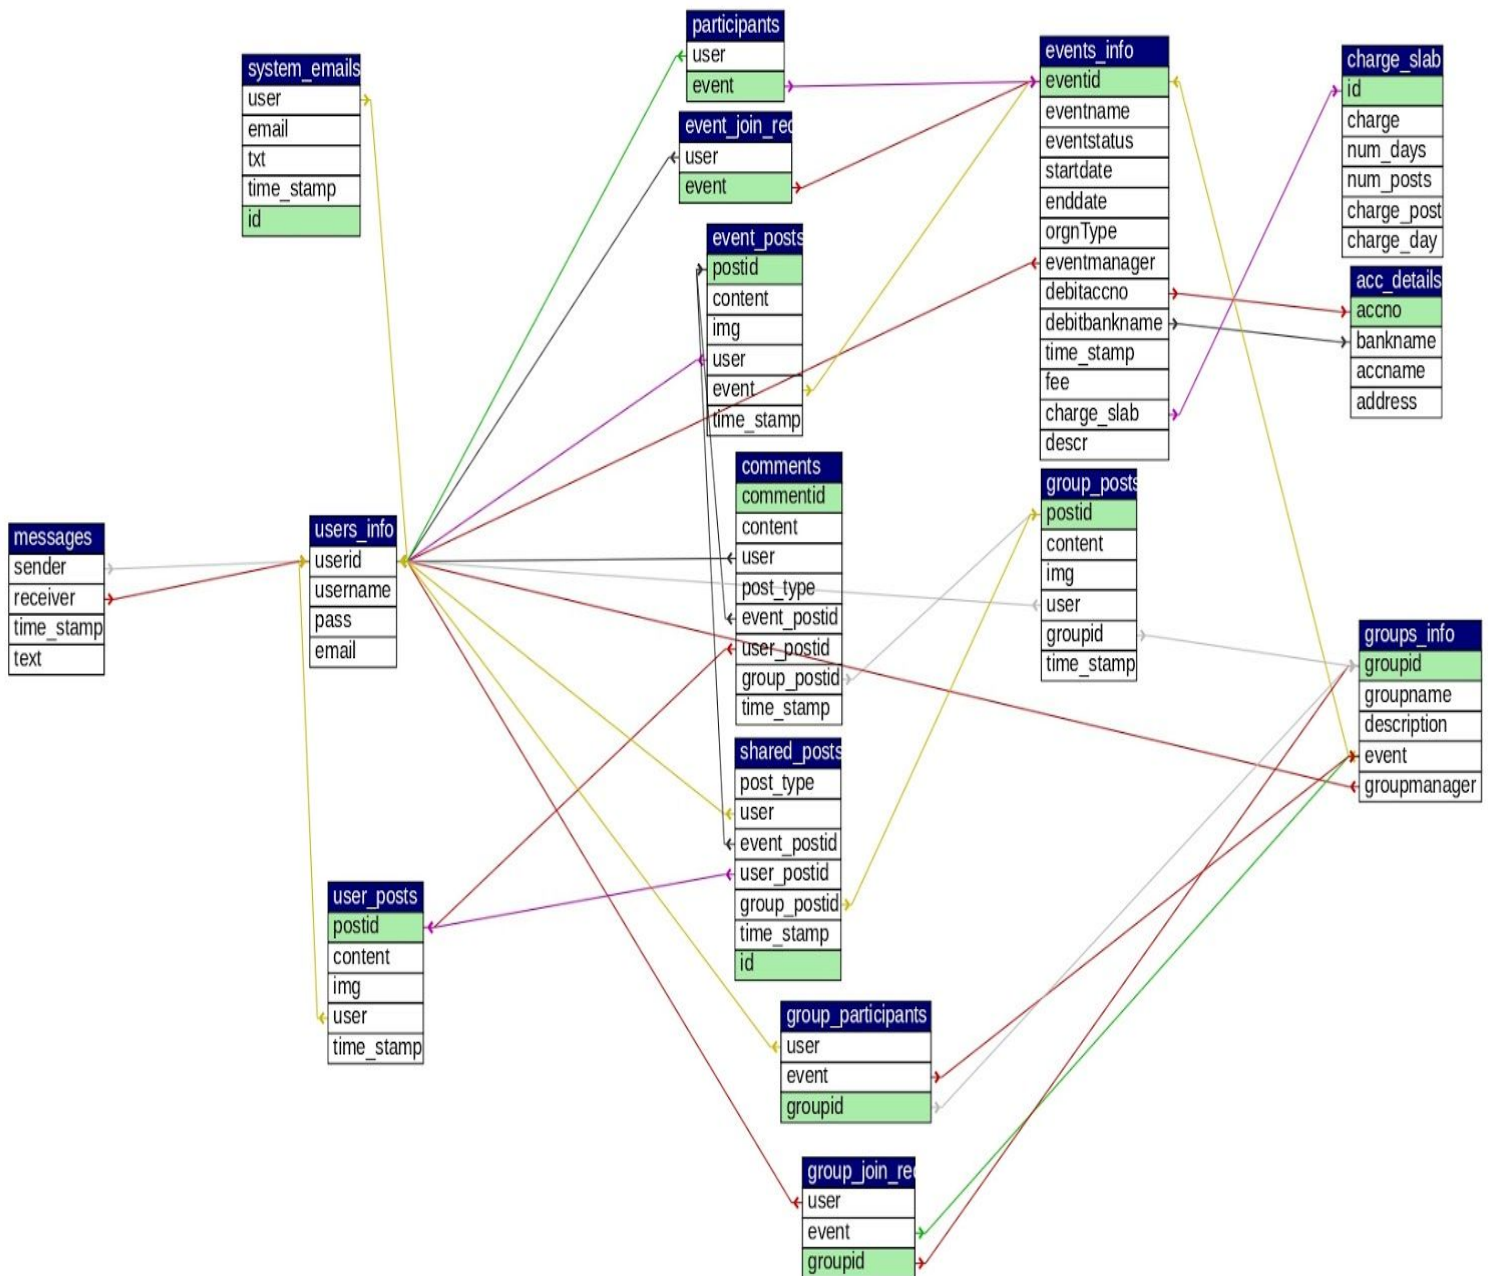 system_emails
user
email
txt
time_stamp
id
participants
user
event
event_join_req
user
event
event_posts
postid
content
img
user
event
time_stamp
events_info
eventid
eventname
eventstatus
startdate
enddate
orgnType
eventmanager
debitaccno
debitbankname
time_stamp
fee
charge_slab
descr
charge_slab
id
charge
num_days
num_posts
charge_post
charge_day
acc_details
accno
bankname
accname
address
messages
sender
receiver
time_stamp
text
users_info
userid
username
pass
email
comments
commentid
content
user
post_type
event_postid
user_postid
group_postid
time_stamp
group_posts
postid
content
img
user
groupid
time_stamp
groups_info
groupid
groupname
description
event
groupmanager
shared_posts
post_type
user
event_postid
user_postid
group_postid
time_stamp
id
user_posts
postid
content
img
user
time_stamp
group_participants
user
event
groupid
group_join_req
user
event
groupid